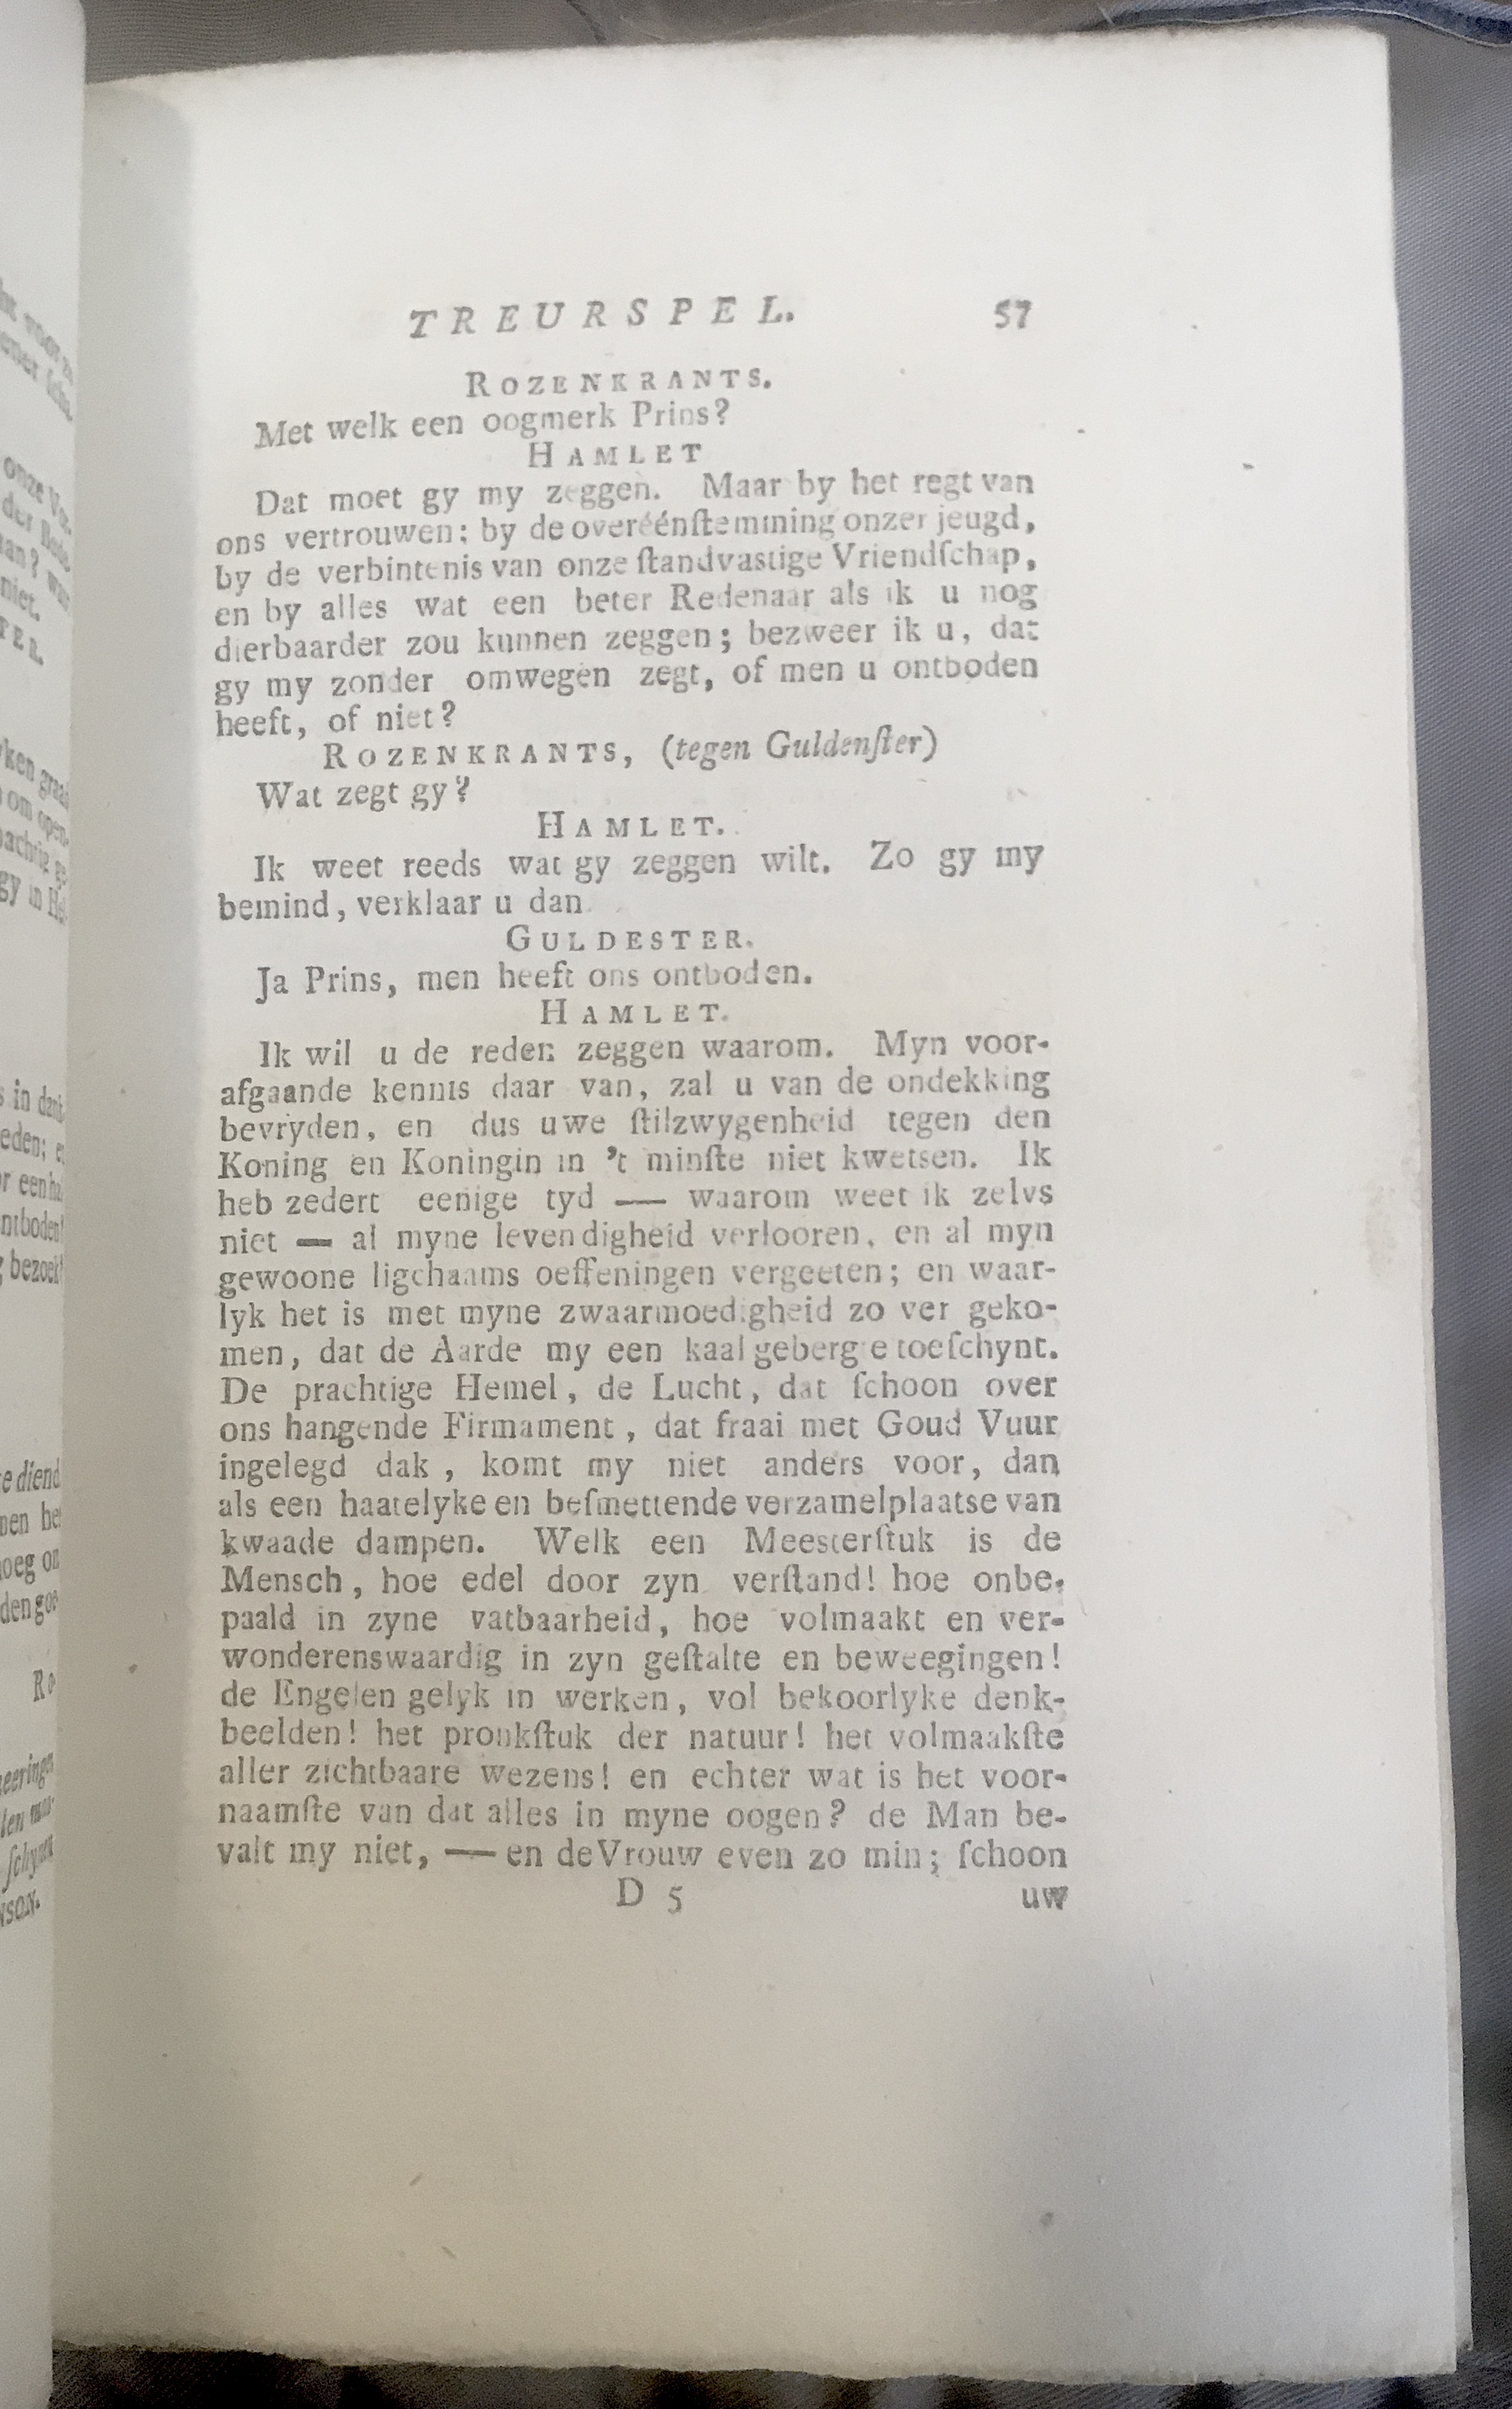 TREURSPEL. 57
ROZENKRANTS.
Met welk een oogmerk Prins?
HAMLET
Dat moet gy my zeggen. Maar by het regt van
ons vertrouwen; by de overéénſtemming onzer jeugd,
by de verbintenis van onze ſtandvastige Vriendſchap,
en by alles wat een beter Redenaar als ik u nog
dierbaarder zou kunnen zeggen; bezweer ik u, dat
gy my zonder omwegen zegt, of men u ontboden
heeft, of niet?
ROZENKRANTS, (tegen Guldenſter)
Wat zegt gy?
HAMLET.
Ik weet reeds wat gy zeggen wilt. Zo gy my
bemind, verklaar u dan.
GULDESTER.
Ja Prins, men heeft ons ontboden.
HAMLET.
Ik wil u de reden zeggen waarom. Myn voor-
afgaande kennis daar van, zal u van de ondekking
bevryden, en dus uwe ſtilzwygenheid tegen den
Koning en Koningin in 't minſte niet kwetsen. Ik
heb zedert eenige tyd — waarom weet ik zelvs
niet — al myne levendigheid verlooren, en al myn
gewoone ligchaams oeffeningen vergeeten; en waar-
lyk het is met myne zwaarmoedigheid zo ver geko-
men, dat de Aarde my een kaal gebergte toeſchynt.
De prachtige Hemel, de Lucht, dat ſchoon over
ons hangende Firmament, dat fraai met Goud Vuur
ingelegd dak, komt my niet anders voor, dan
als een haatelyke en beſmettende verzamelplaatse van
kwaade dampen. Welk een Meesterſtuk is de
Mensch, hoe edel door zyn verſtand! hoe onbe-
paald in zyne vatbaarheid, hoe volmaakt en ver-
wonderenswaardig in zyn geſtalte en beweegingen!
de Engelen gelyk in werken, vol bekoorlyke denk-
beelden! het pronkſtuk der natuur! het volmaakſte
aller zichtbaare wezens! en echter wat is het voor-
naamſte van dat alles in myne oogen? de Man be-
valt my niet, — en de Vrouw even zo min; ſchoon
D 5 uw